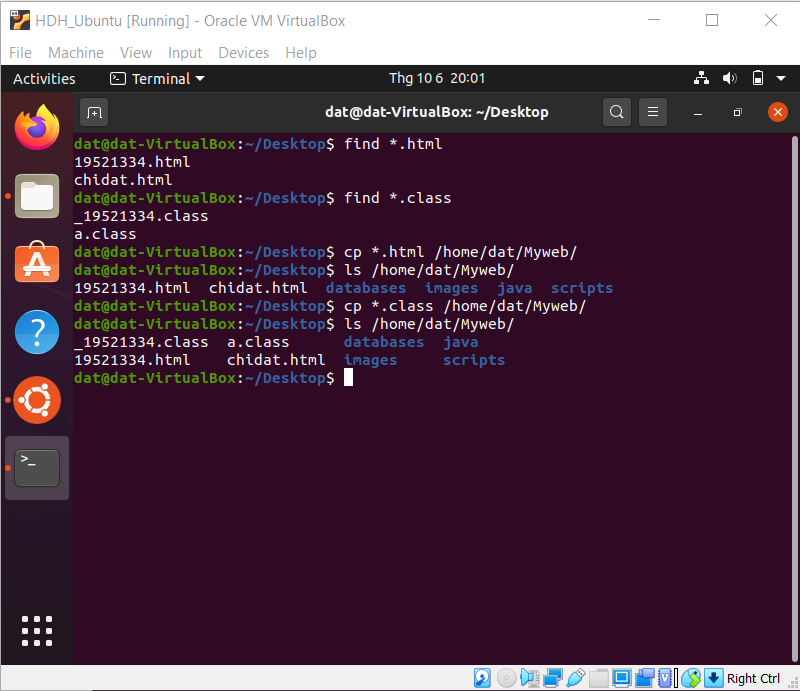 HDH_Ubuntu [Running] - Oracle VM VirtualBox
File Machine View Input Devices Help
Activities Terminal Thg 10 6 20:01
dat@dat-VirtualBox: ~/Desktop
dat@dat-VirtualBox:~/Desktop$ find *.html
19521334.html
chidat.html
dat@dat-VirtualBox:~/Desktop$ find *.class
_19521334.class
a.class
dat@dat-VirtualBox:~/Desktop$ cp *.html /home/dat/Myweb/
dat@dat-VirtualBox:~/Desktop$ ls /home/dat/Myweb/
19521334.html  chidat.html  databases  images  java  scripts
dat@dat-VirtualBox:~/Desktop$ cp *.class /home/dat/Myweb/
dat@dat-VirtualBox:~/Desktop$ ls /home/dat/Myweb/
_19521334.class  a.class      databases  java
19521334.html    chidat.html  images     scripts
dat@dat-VirtualBox:~/Desktop$
Right Ctrl